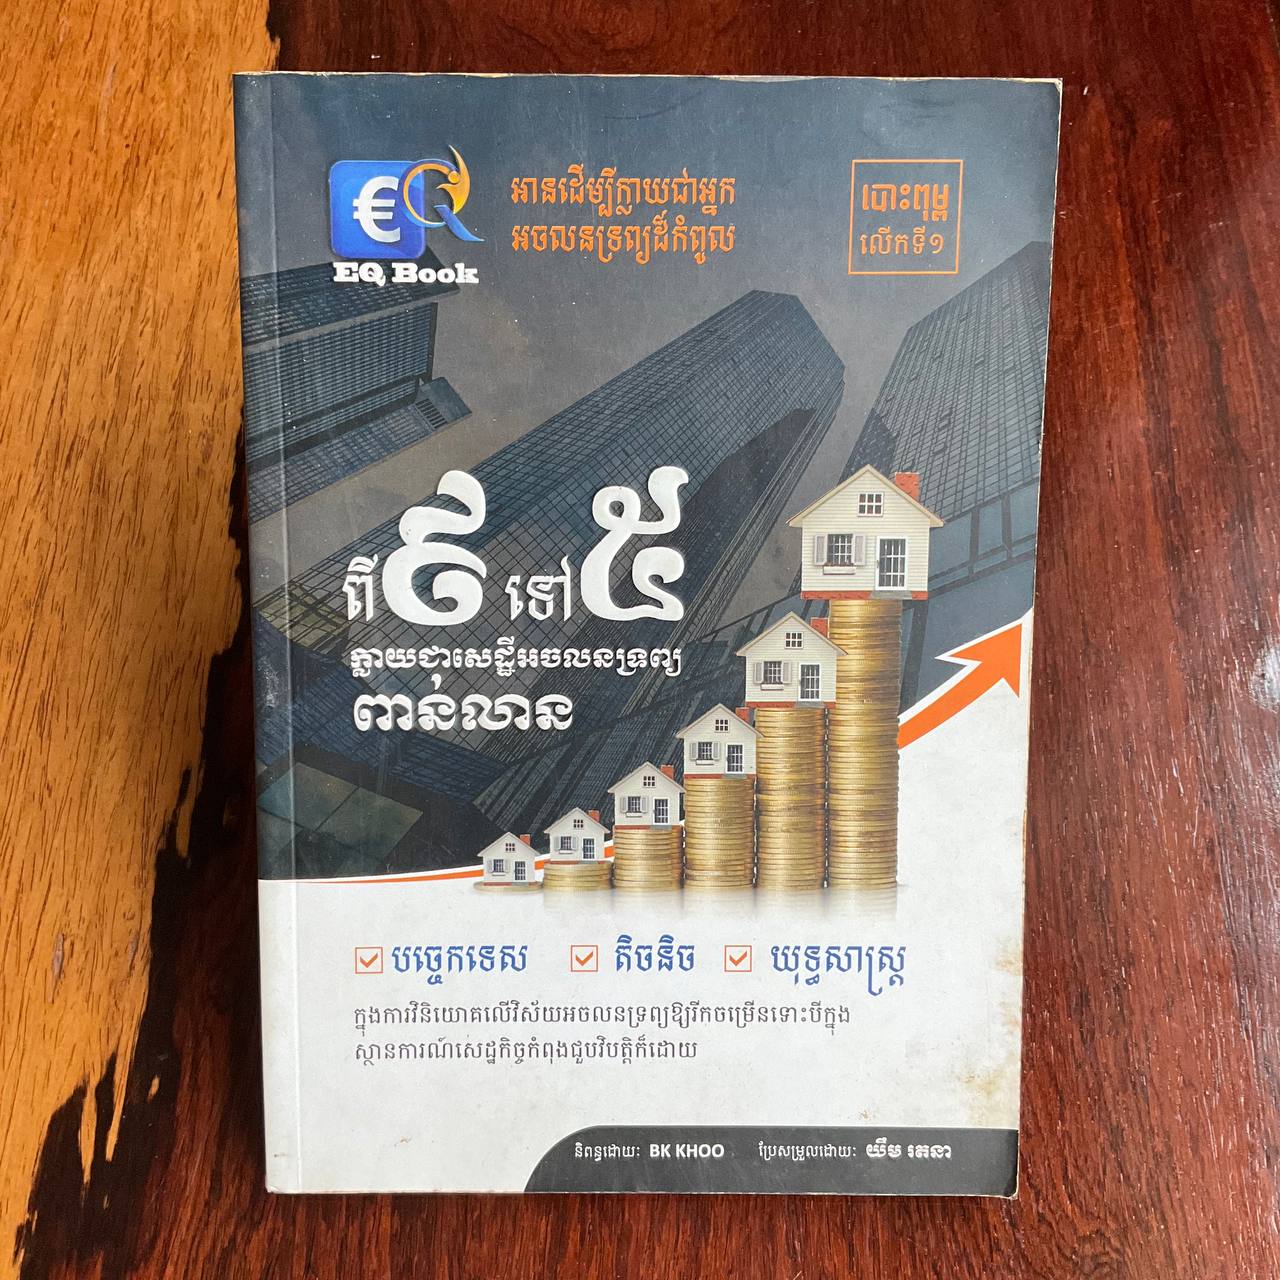 EQ Book
អានដើម្បីក្លាយជាអ្នក
អចលនទ្រព្យដ៏កំពូល
បោះពុម្ព
លើកទី១
ពី ៩ ទៅ ៥
ក្លាយជាសេដ្ឋីអចលនទ្រព្យ
ពាន់លាន
បច្ចេកទេស តិចនិច យុទ្ធសាស្ត្រ
ក្នុងការវិនិយោគលើវិស័យអចលនទ្រព្យឱ្យរីកចម្រើនទោះបីក្នុង
ស្ថានការណ៍សេដ្ឋកិច្ចកំពុងជួបវិបត្តិក៏ដោយ
និពន្ធដោយ: BK KHOO ប្រែសម្រួលដោយ: យឹម រតនា